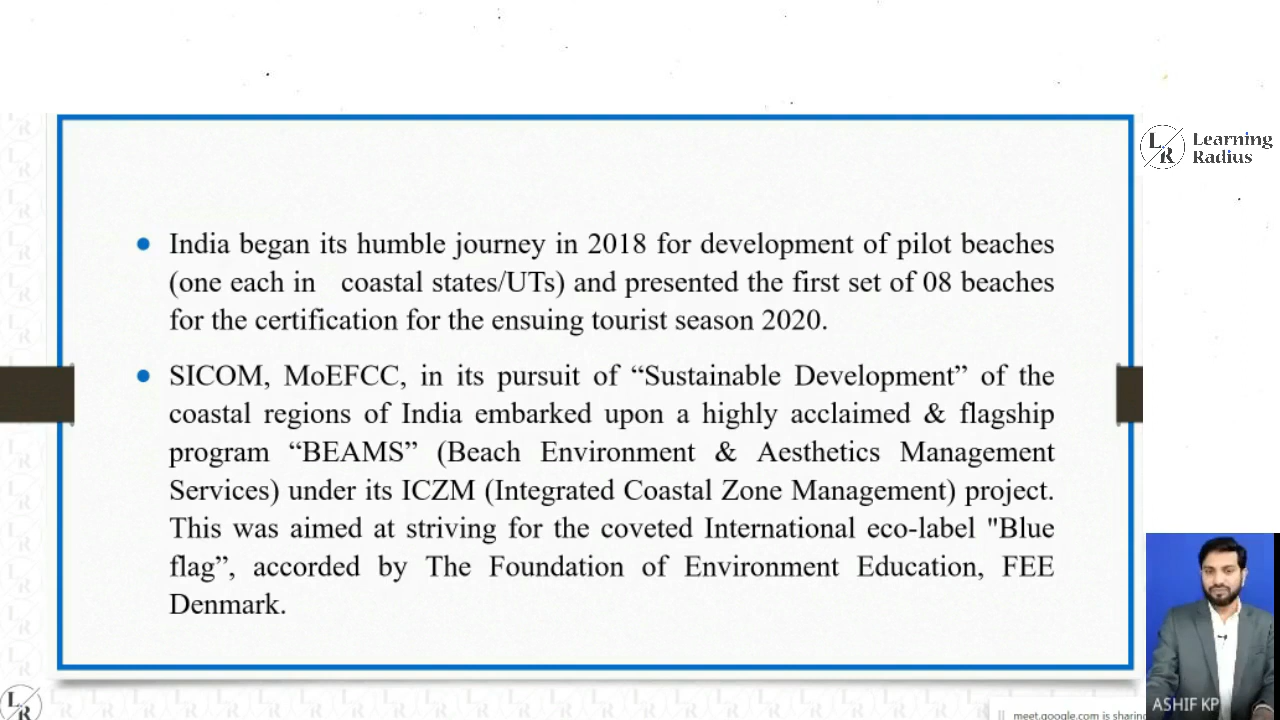 Learning
Radius
India began its humble journey in 2018 for development of pilot beaches
(one each in coastal states/UTs) and presented the first set of 08 beaches
for the certification for the ensuing tourist season 2020.
SICOM, MoEFCC, in its pursuit of “Sustainable Development” of the
coastal regions of India embarked upon a highly acclaimed & flagship
program “BEAMS” (Beach Environment & Aesthetics Management
Services) under its ICZM (Integrated Coastal Zone Management) project.
This was aimed at striving for the coveted International eco-label "Blue
flag”, accorded by The Foundation of Environment Education, FEE
Denmark.
ASHIF KP
LR
meet.google.com is sharing